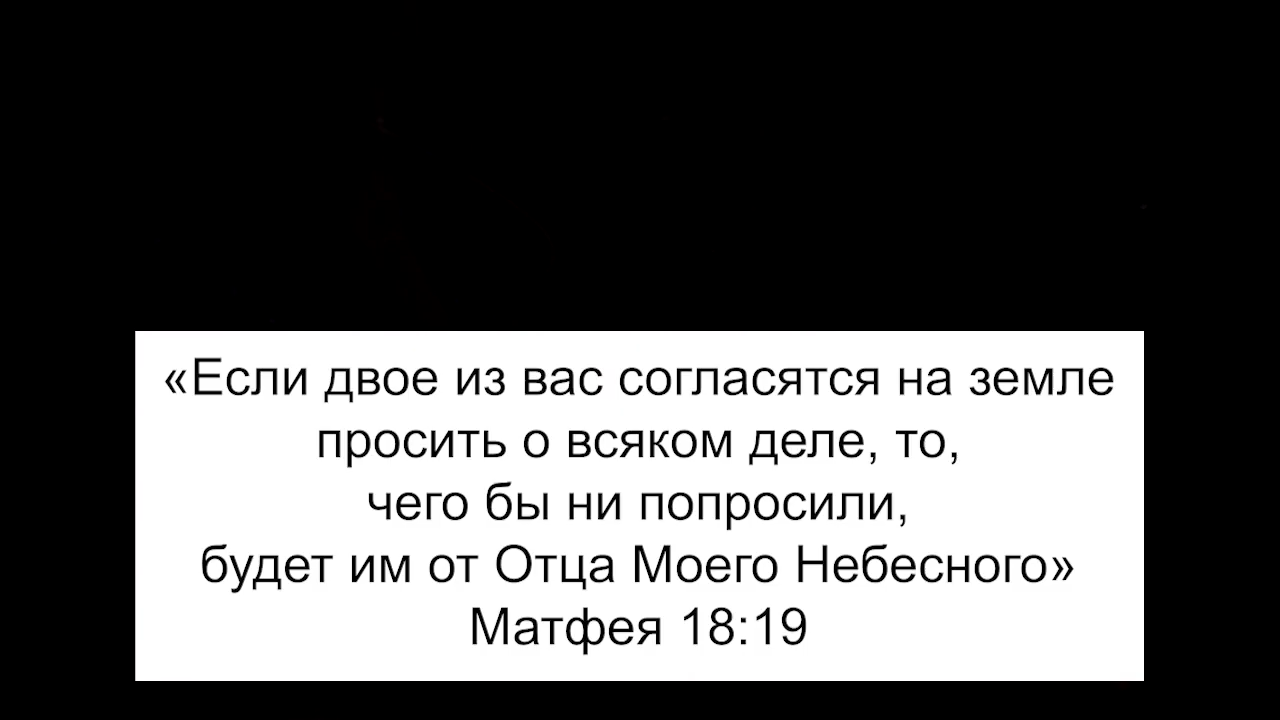 «Если двое из вас согласятся на земле
просить о всяком деле, то,
чего бы ни попросили,
будет им от Отца Моего Небесного»
Матфея 18:19